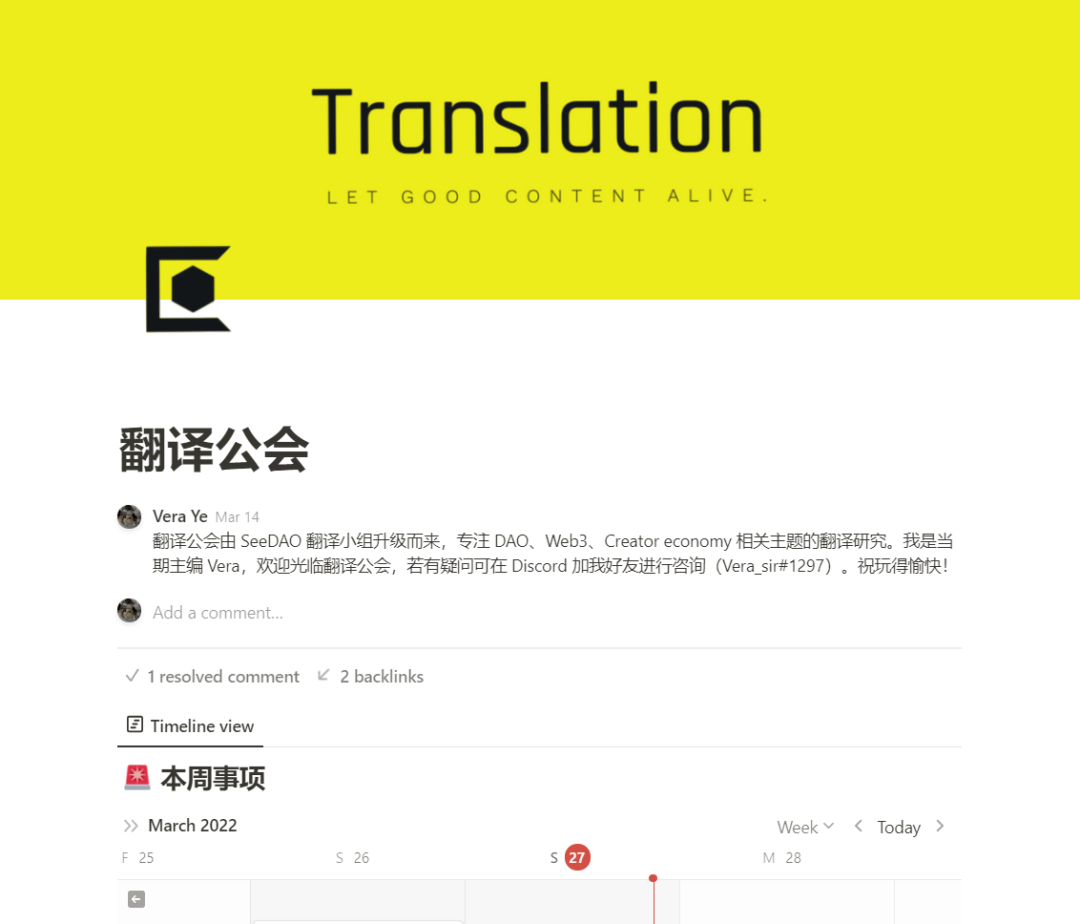 Translation
LET GOOD CONTENT ALIVE.
翻译公会
Vera Ye Mar 14
翻译公会由 SeeDAO 翻译小组升级而来，专注 DAO、Web3、Creator economy 相关主题的翻译研究。我是当
期主编 Vera，欢迎光临翻译公会，若有疑问可在 Discord 加我好友进行咨询（Vera_sir#1297）。祝玩得愉快！
Add a comment...
1 resolved comment 2 backlinks
Timeline view
本周事项
March 2022 Week Today
F 25 S 26 S 27 M 28